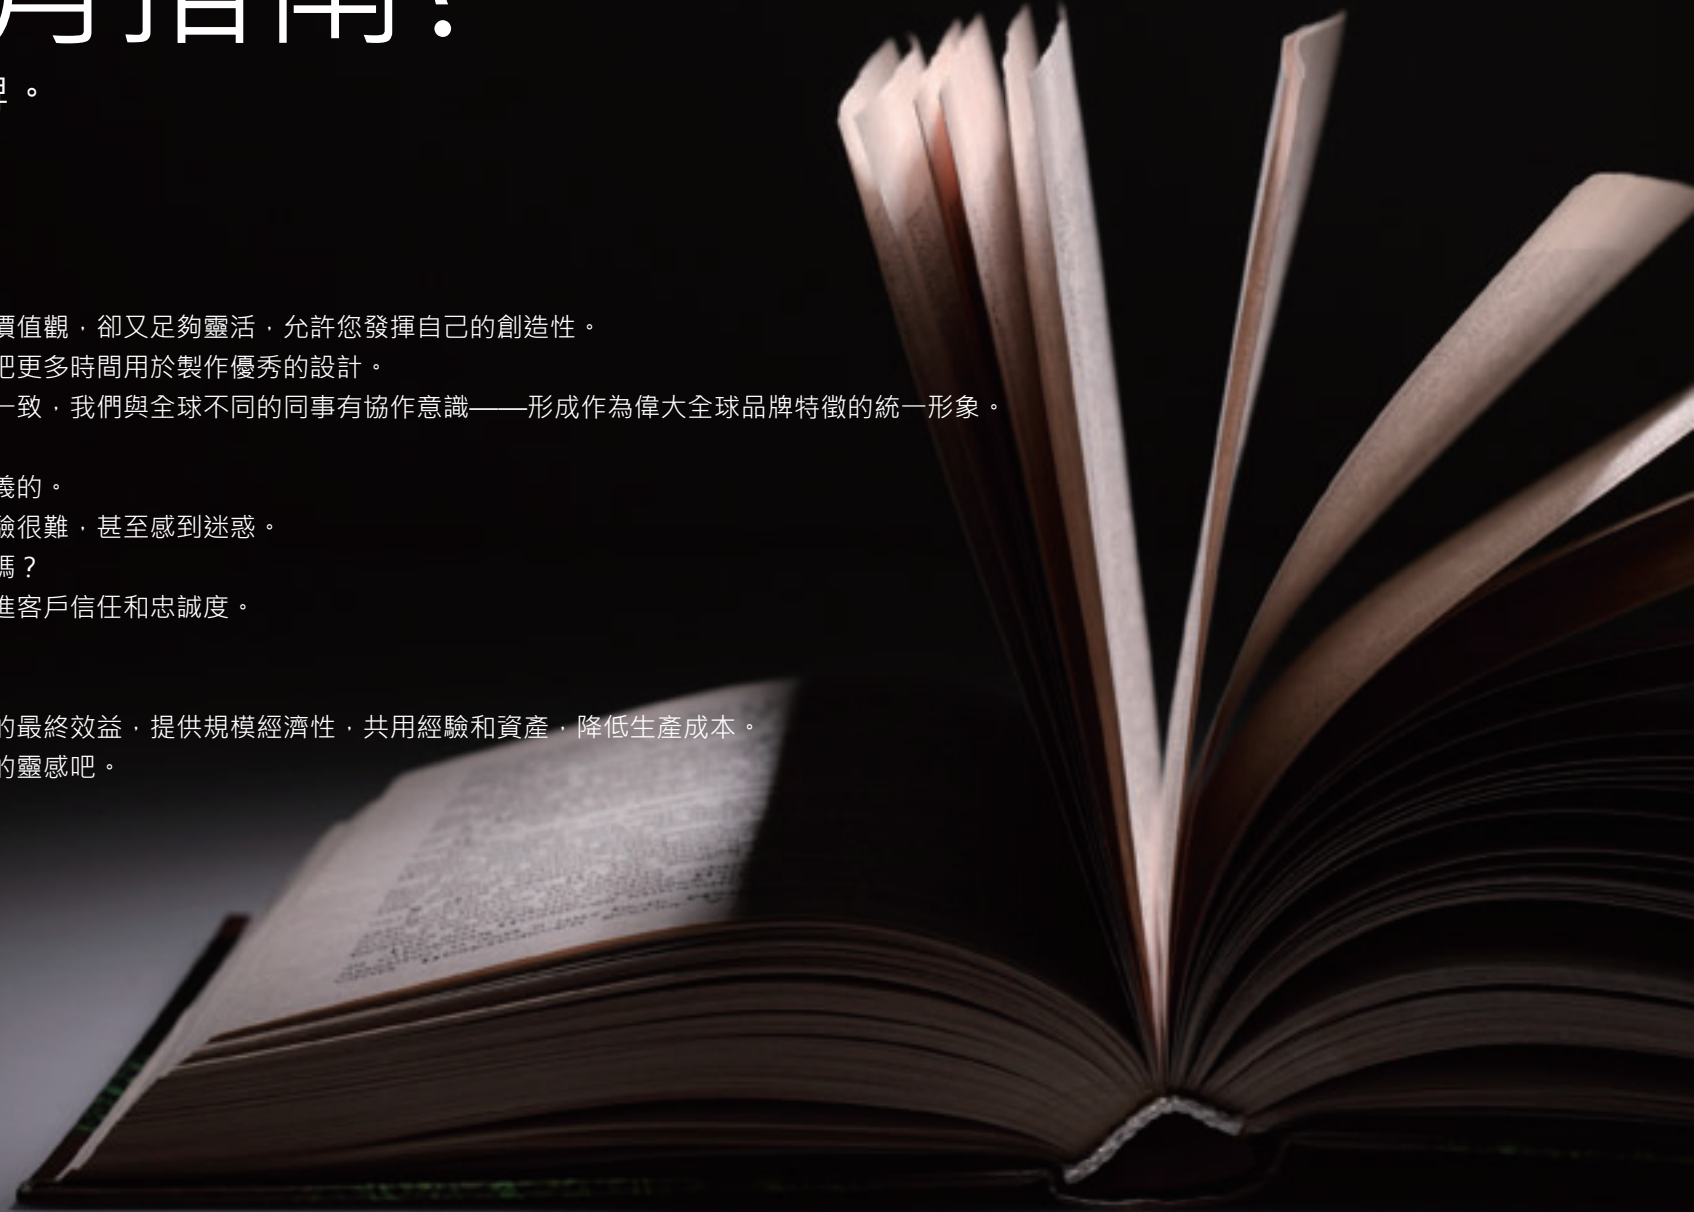 用指南！
界。
價值觀，卻又足夠靈活，允許您發揮自己的創造性。
把更多時間用於製作優秀的設計。
一致，我們與全球不同的同事有協作意識——形成作為偉大全球品牌特徵的統一形象。
義的。
驗很難，甚至感到迷惑。
嗎？
進客戶信任和忠誠度。
的最終效益，提供規模經濟性，共用經驗和資產，降低生產成本。
的靈感吧。